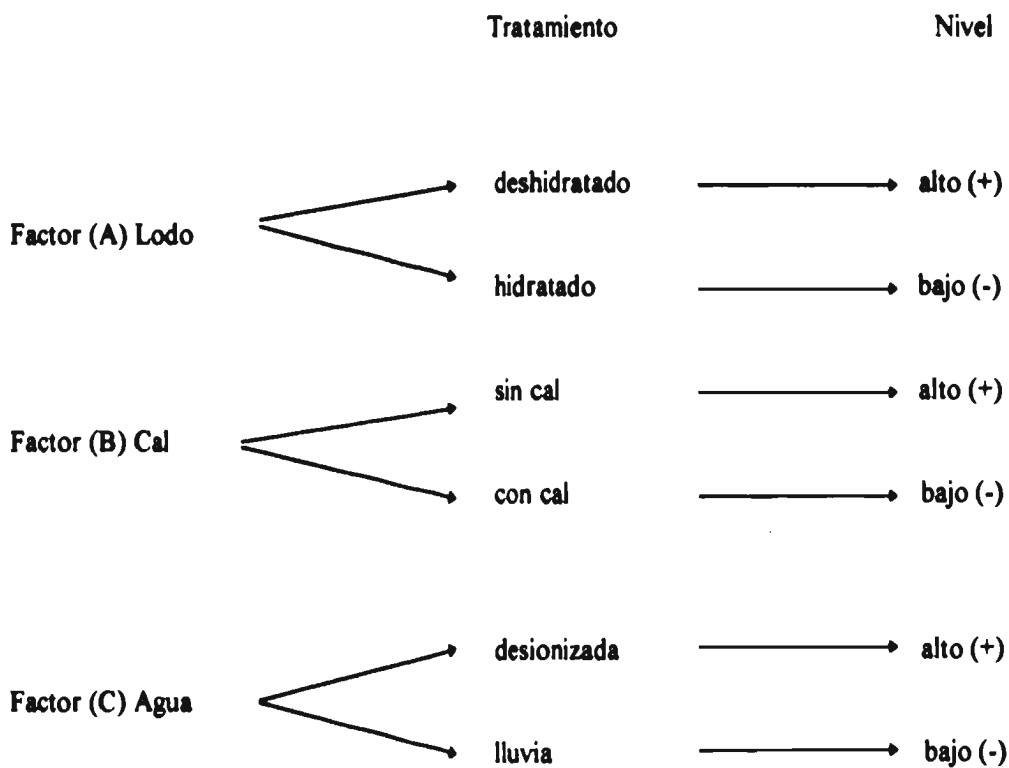 Tratamiento Nivel
deshidratado alto (+)
Factor (A) Lodo
hidratado bajo (-)
sin cal alto (+)
Factor (B) Cal
con cal bajo (-)
desionizada alto (+)
Factor (C) Agua
lluvia bajo (-)